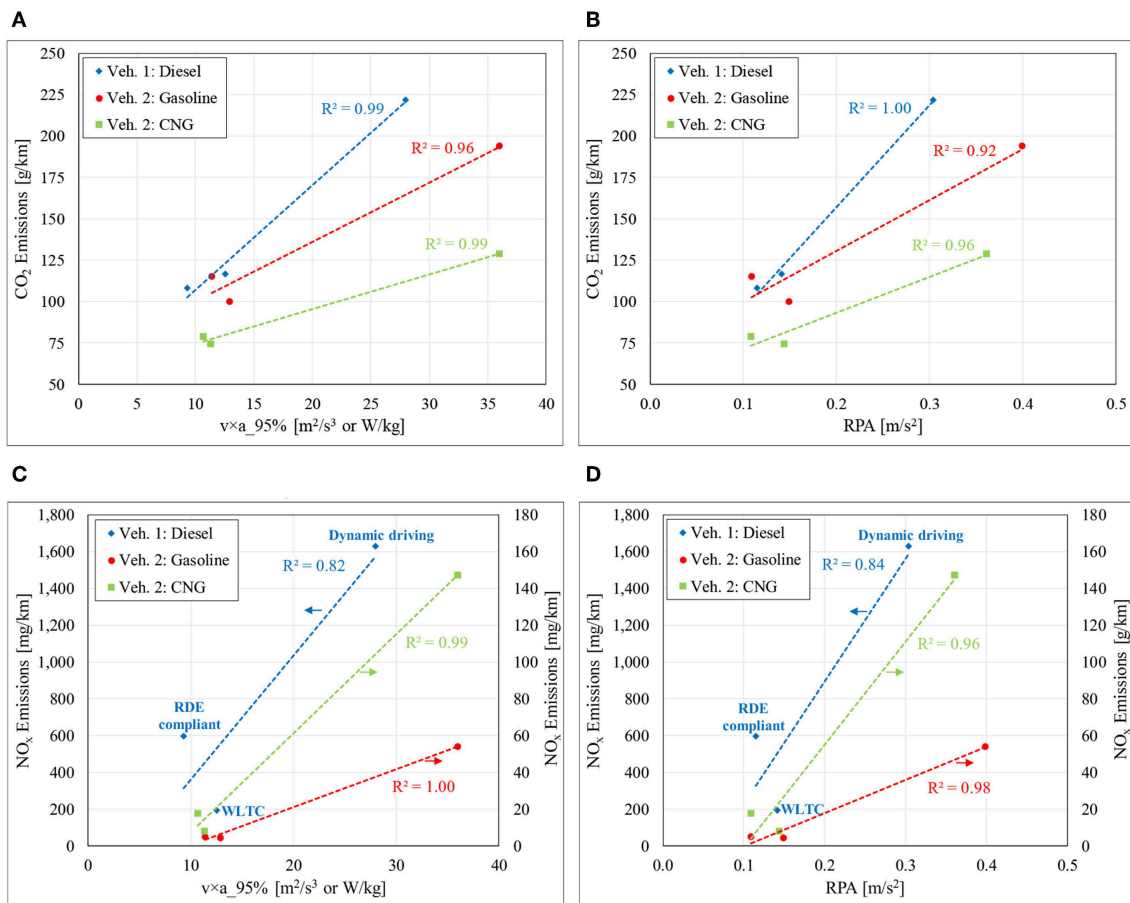 A
Veh. 1: Diesel
Veh. 2: Gasoline
Veh. 2: CNG
R² = 0.99
R² = 0.96
R² = 0.99
CO₂ Emissions [g/km]
250
225
200
175
150
125
100
75
50
0
5
10
15
20
25
30
35
40
v×a_95% [m²/s³ or W/kg]
B
Veh. 1: Diesel
Veh. 2: Gasoline
Veh. 2: CNG
R² = 1.00
R² = 0.92
R² = 0.96
CO₂ Emissions [g/km]
250
225
200
175
150
125
100
75
50
0.0
0.1
0.2
0.3
0.4
0.5
RPA [m/s²]
C
Veh. 1: Diesel
Veh. 2: Gasoline
Veh. 2: CNG
Dynamic driving
R² = 0.82
R² = 0.99
RDE
compliant
R² = 1.00
WLTC
NOₓ Emissions [mg/km]
1,800
1,600
1,400
1,200
1,000
800
600
400
200
0
180
160
140
120
100
80
60
40
20
0
NOₓ Emissions [mg/km]
0
10
20
30
40
v×a_95% [m²/s³ or W/kg]
D
Veh. 1: Diesel
Veh. 2: Gasoline
Veh. 2: CNG
Dynamic driving
R² = 0.84
R² = 0.96
RDE
compliant
R² = 0.98
WLTC
NOₓ Emissions [mg/km]
1,800
1,600
1,400
1,200
1,000
800
600
400
200
0
180
160
140
120
100
80
60
40
20
0
NOₓ Emissions [g/km]
0.0
0.1
0.2
0.3
0.4
0.5
RPA [m/s²]